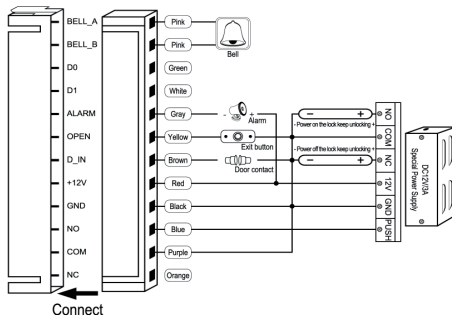 BELL_A Pink
BELL_B Pink
Bell
D0 Green
D1 White
ALARM Gray - + Alarm
OPEN Yellow Exit button
D_IN Brown Door contact
+12V Red
GND Black
NO Blue
COM Purple
NC Orange
Connect
- +
- Power on the lock keep unlocking +
- Power off the lock keep unlocking +
- +
NO
COM
NC
12V
GND
PUSH
DC12V/3A
Special Power Supply